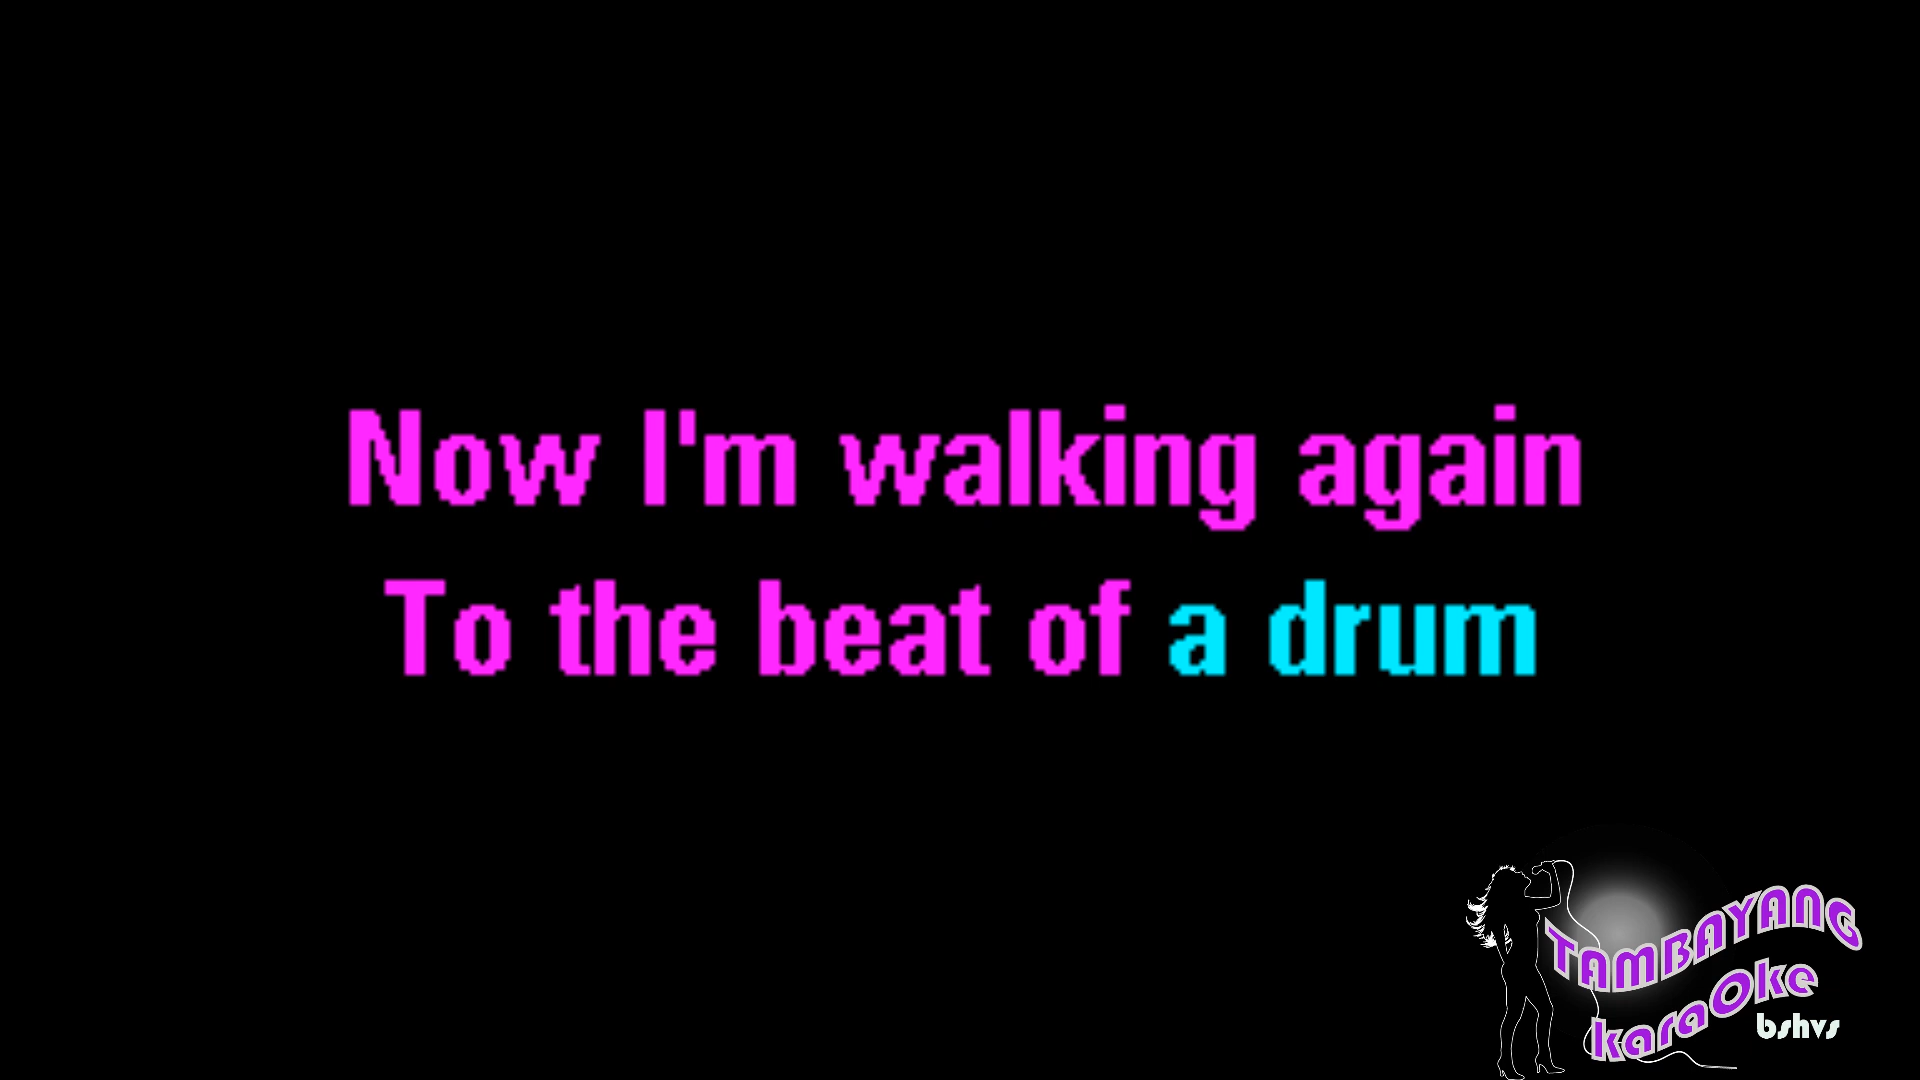 Now I'm walking again
To the beat of a drum
TAMBAYANG
karaOke
bshvs